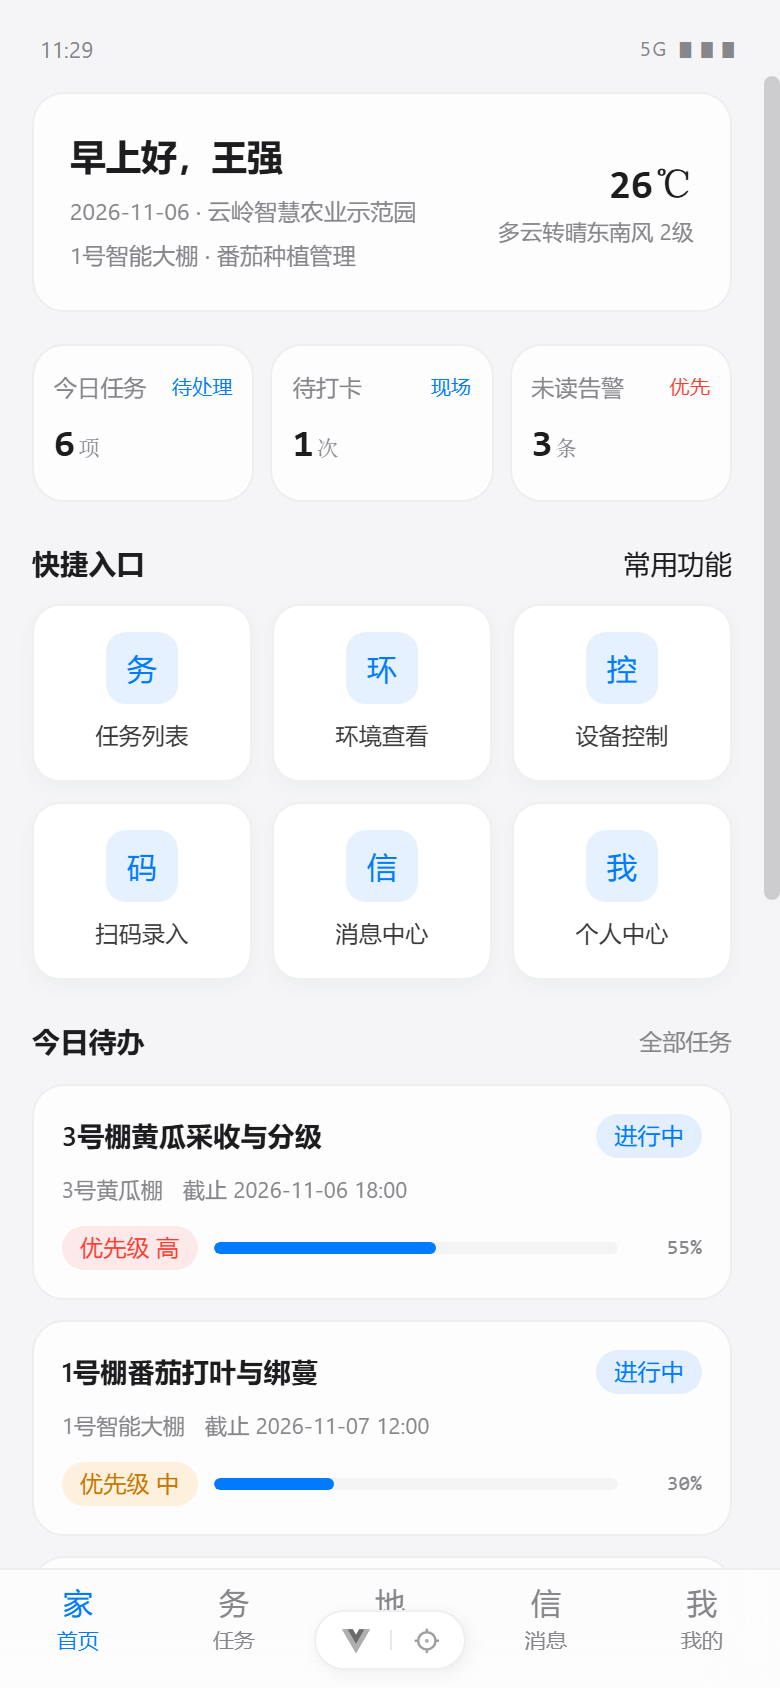 11:29
5G
早上好，王强
2026-11-06 · 云岭智慧农业示范园
1号智能大棚 · 番茄种植管理
26℃
多云转晴东南风 2级
今日任务 待处理
6 项
待打卡 现场
1 次
未读告警 优先
3 条
快捷入口 常用功能
务
任务列表
环
环境查看
控
设备控制
码
扫码录入
信
消息中心
我
个人中心
今日待办 全部任务
3号棚黄瓜采收与分级 进行中
3号黄瓜棚 截止 2026-11-06 18:00
优先级 高 55%
1号棚番茄打叶与绑蔓 进行中
1号智能大棚 截止 2026-11-07 12:00
优先级 中 30%
家
首页
务
任务
地
信
消息
我
我的